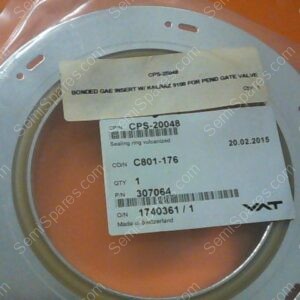 CPS-20048
BONDED GAE INSERT W/ KALRAZ 9100 FOR PEND GATE VALVE
CPS-20048
Sealing ring vulcanized
20.02.2015
CO/N C801-176
QTY 1
P/N 307064
O/N 1740361 / 1
Made in Switzerland
VAT
SemiSpares.com